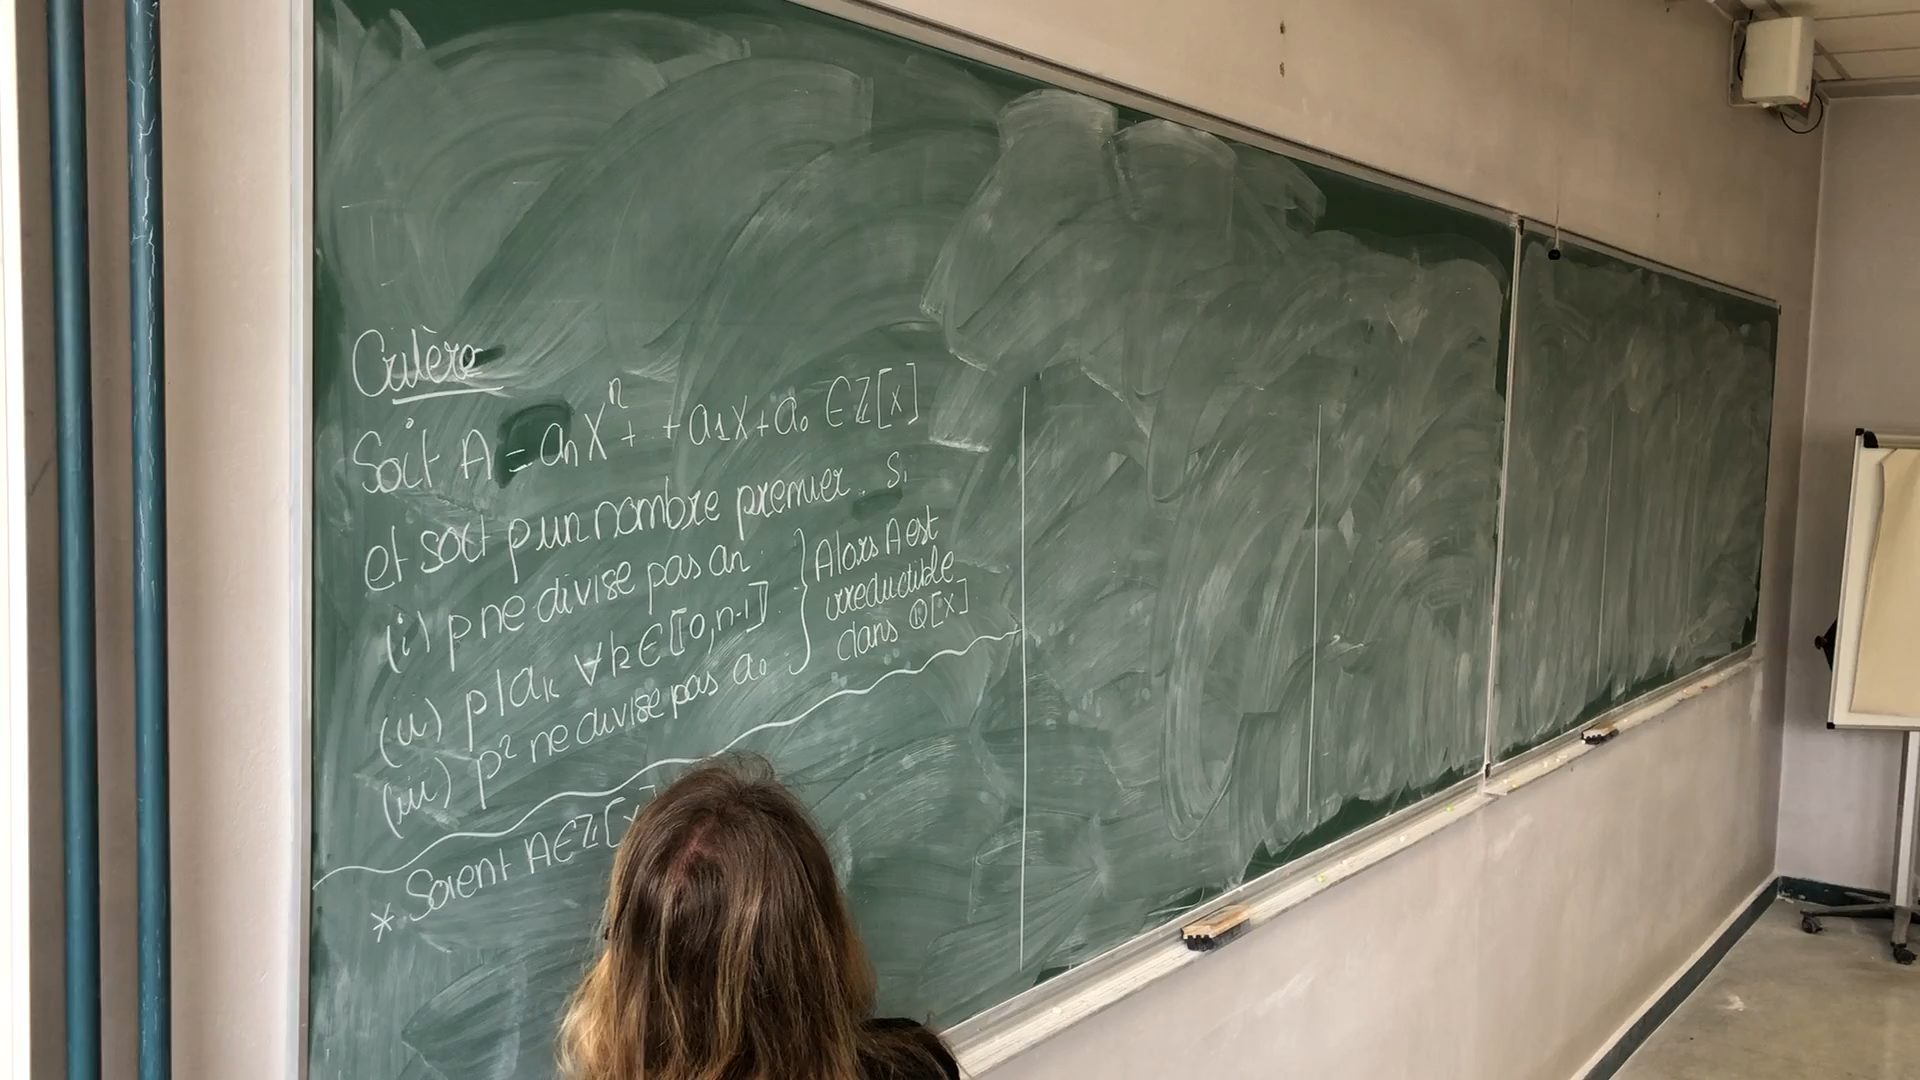 Critère
Soit A = anX^n + + a1X + a0 ∈ ℤ[X]
et soit p un nombre premier. Si
(i) p ne divise pas an
(ii) p | ak ∀k ∈ ⟦0, n-1⟧
(iii) p² ne divise pas a0
} Alors A est
irreductible
dans ℚ[X]
* Soient A ∈ ℤ[X]